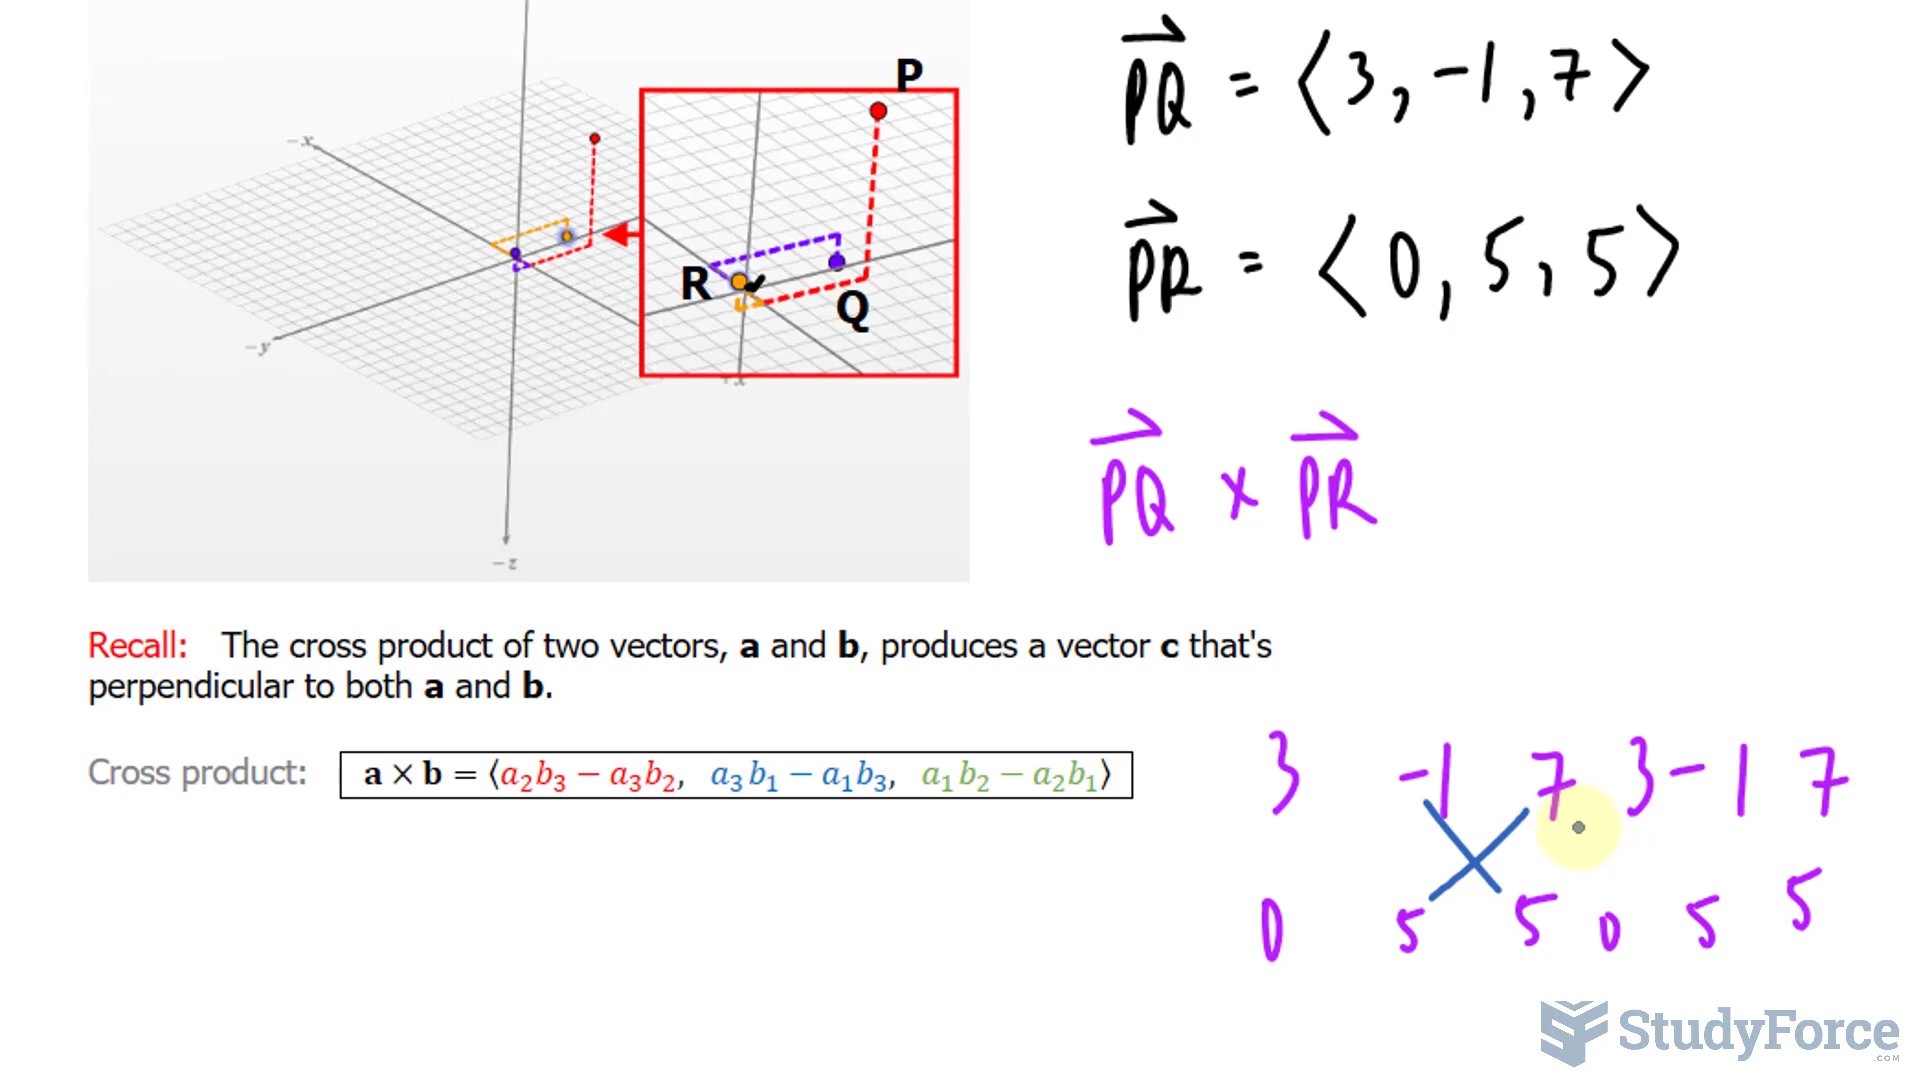 P
-x
R
Q
-y
+x
-z
PQ = ⟨3, -1, 7⟩
PR = ⟨0, 5, 5⟩
PQ × PR
Recall: The cross product of two vectors, a and b, produces a vector c that's
perpendicular to both a and b.
Cross product: a × b = ⟨a₂b₃ − a₃b₂, a₃b₁ − a₁b₃, a₁b₂ − a₂b₁⟩
3 -1 7 3 -1 7
0 5 5 0 5 5
StudyForce
.COM